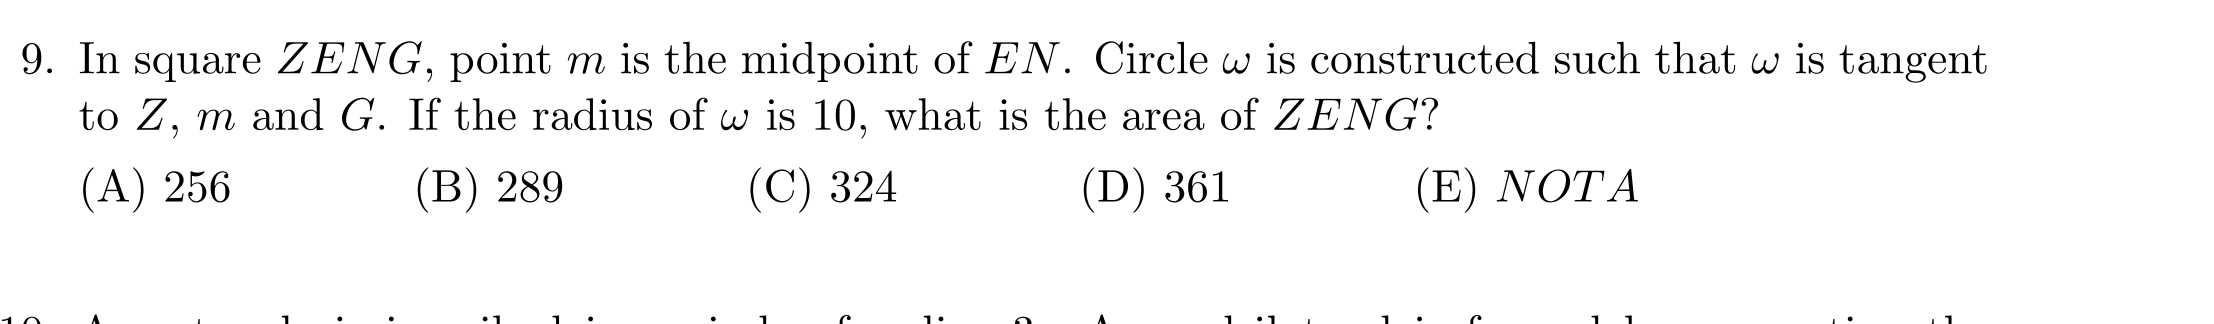 9. In square ZENG, point m is the midpoint of EN. Circle ω is constructed such that ω is tangent
to Z, m and G. If the radius of ω is 10, what is the area of ZENG?
(A) 256 (B) 289 (C) 324 (D) 361 (E) NOTA